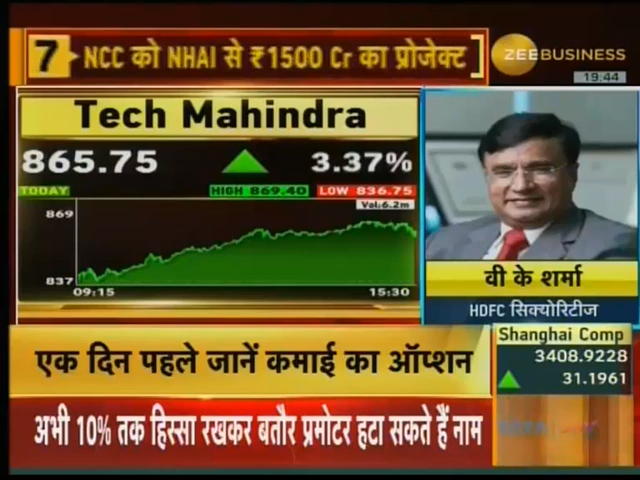 7 NCC को NHAI से ₹1500 Cr का प्रोजेक्ट
ZEEBUSINESS
19:44
Tech Mahindra
865.75 3.37%
TODAY HIGH 869.40 LOW 836.75
Vol:6.2m
869
837
09:15 15:30
वी के शर्मा
HDFC सिक्योरिटीज
एक दिन पहले जानें कमाई का ऑप्शन
Shanghai Comp
3408.9228
31.1961
अभी 10% तक हिस्सा रखकर बतौर प्रमोटर हटा सकते हैं नाम